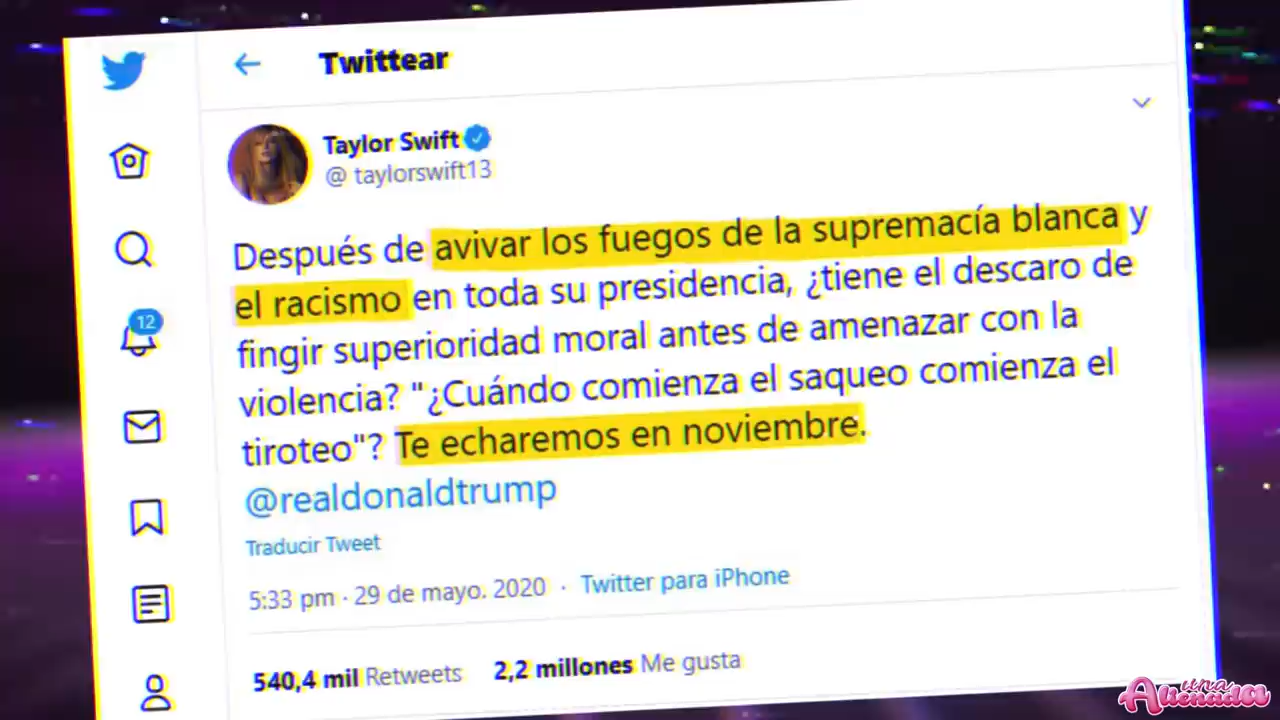 Twittear
Taylor Swift
@ taylorswift13
Después de avivar los fuegos de la supremacía blanca y
el racismo en toda su presidencia, ¿tiene el descaro de
fingir superioridad moral antes de amenazar con la
violencia? "¿Cuándo comienza el saqueo comienza el
tiroteo"? Te echaremos en noviembre.
@realdonaldtrump
Traducir Tweet
5:33 pm · 29 de mayo. 2020 · Twitter para iPhone
540,4 mil Retweets 2,2 millones Me gusta
12
una
Alienada